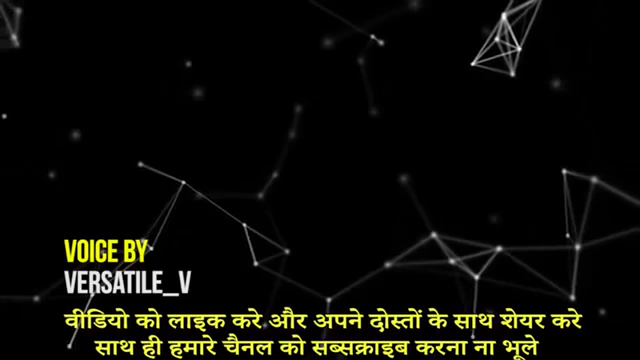 VOICE BY
VERSATILE_V
वीडियो को लाइक करे और अपने दोस्तों के साथ शेयर करे
साथ ही हमारे चैनल को सब्सक्राइब करना ना भूले